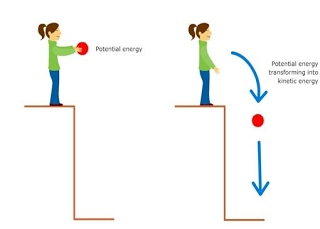 Potential energy
Potential energy
transforming into
kinetic energy